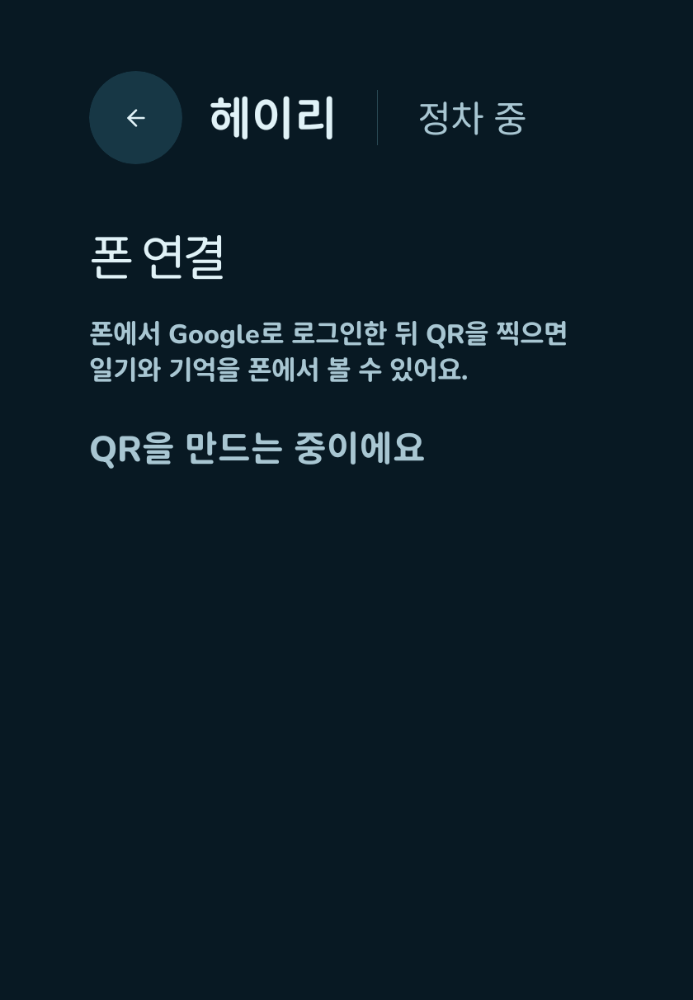 헤이리
정차 중
폰 연결
폰에서 Google로 로그인한 뒤 QR을 찍으면
일기와 기억을 폰에서 볼 수 있어요.
QR을 만드는 중이에요